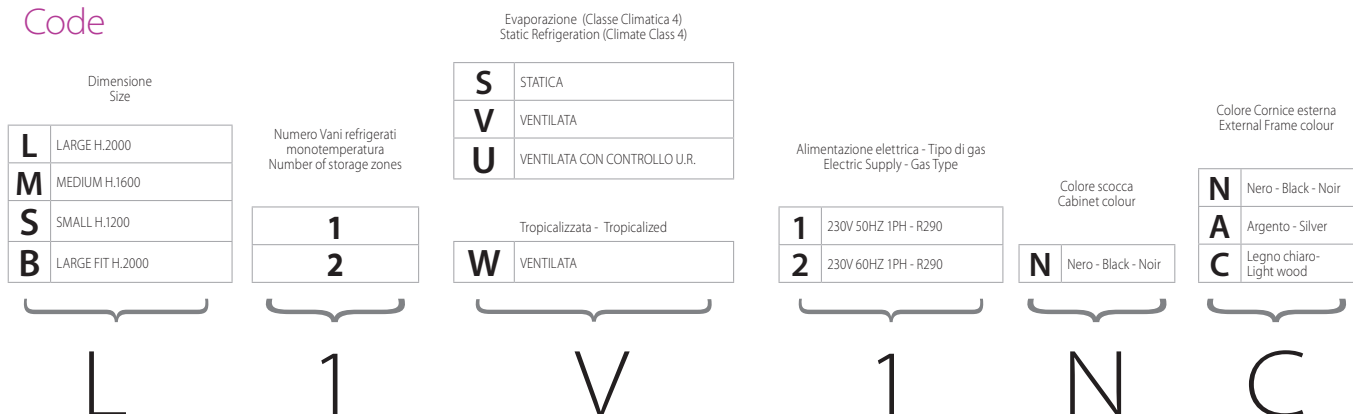 Code
Dimensione
Size
L LARGE H.2000
M MEDIUM H.1600
S SMALL H.1200
B LARGE FIT H.2000
Numero Vani refrigerati
monotemperatura
Number of storage zones
1
2
Evaporazione (Classe Climatica 4)
Static Refrigeration (Climate Class 4)
S STATICA
V VENTILATA
U VENTILATA CON CONTROLLO U.R.
Tropicalizzata - Tropicalized
W VENTILATA
Alimentazione elettrica - Tipo di gas
Electric Supply - Gas Type
1 230V 50HZ 1PH - R290
2 230V 60HZ 1PH - R290
Colore scocca
Cabinet colour
N Nero - Black - Noir
Colore Cornice esterna
External Frame colour
N Nero - Black - Noir
A Argento - Silver
C Legno chiaro-
Light wood
L 1 V 1 N C